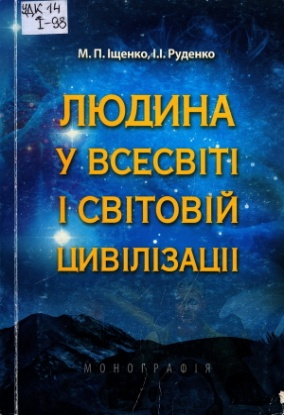 УДК 14
І-98
М. П. Іщенко, І.І. Руденко
ЛЮДИНА
У ВСЕСВІТІ
І СВІТОВІЙ
ЦИВІЛІЗАЦІЇ
МОНОГРАФІЯ